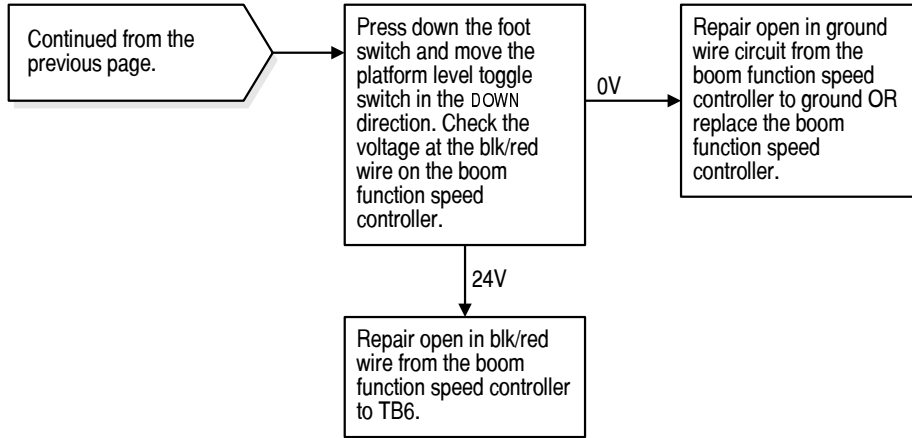 Continued from the
previous page.
Press down the foot
switch and move the
platform level toggle
switch in the DOWN
direction. Check the
voltage at the blk/red
wire on the boom
function speed
controller.
0V
Repair open in ground
wire circuit from the
boom function speed
controller to ground OR
replace the boom
function speed
controller.
24V
Repair open in blk/red
wire from the boom
function speed controller
to TB6.